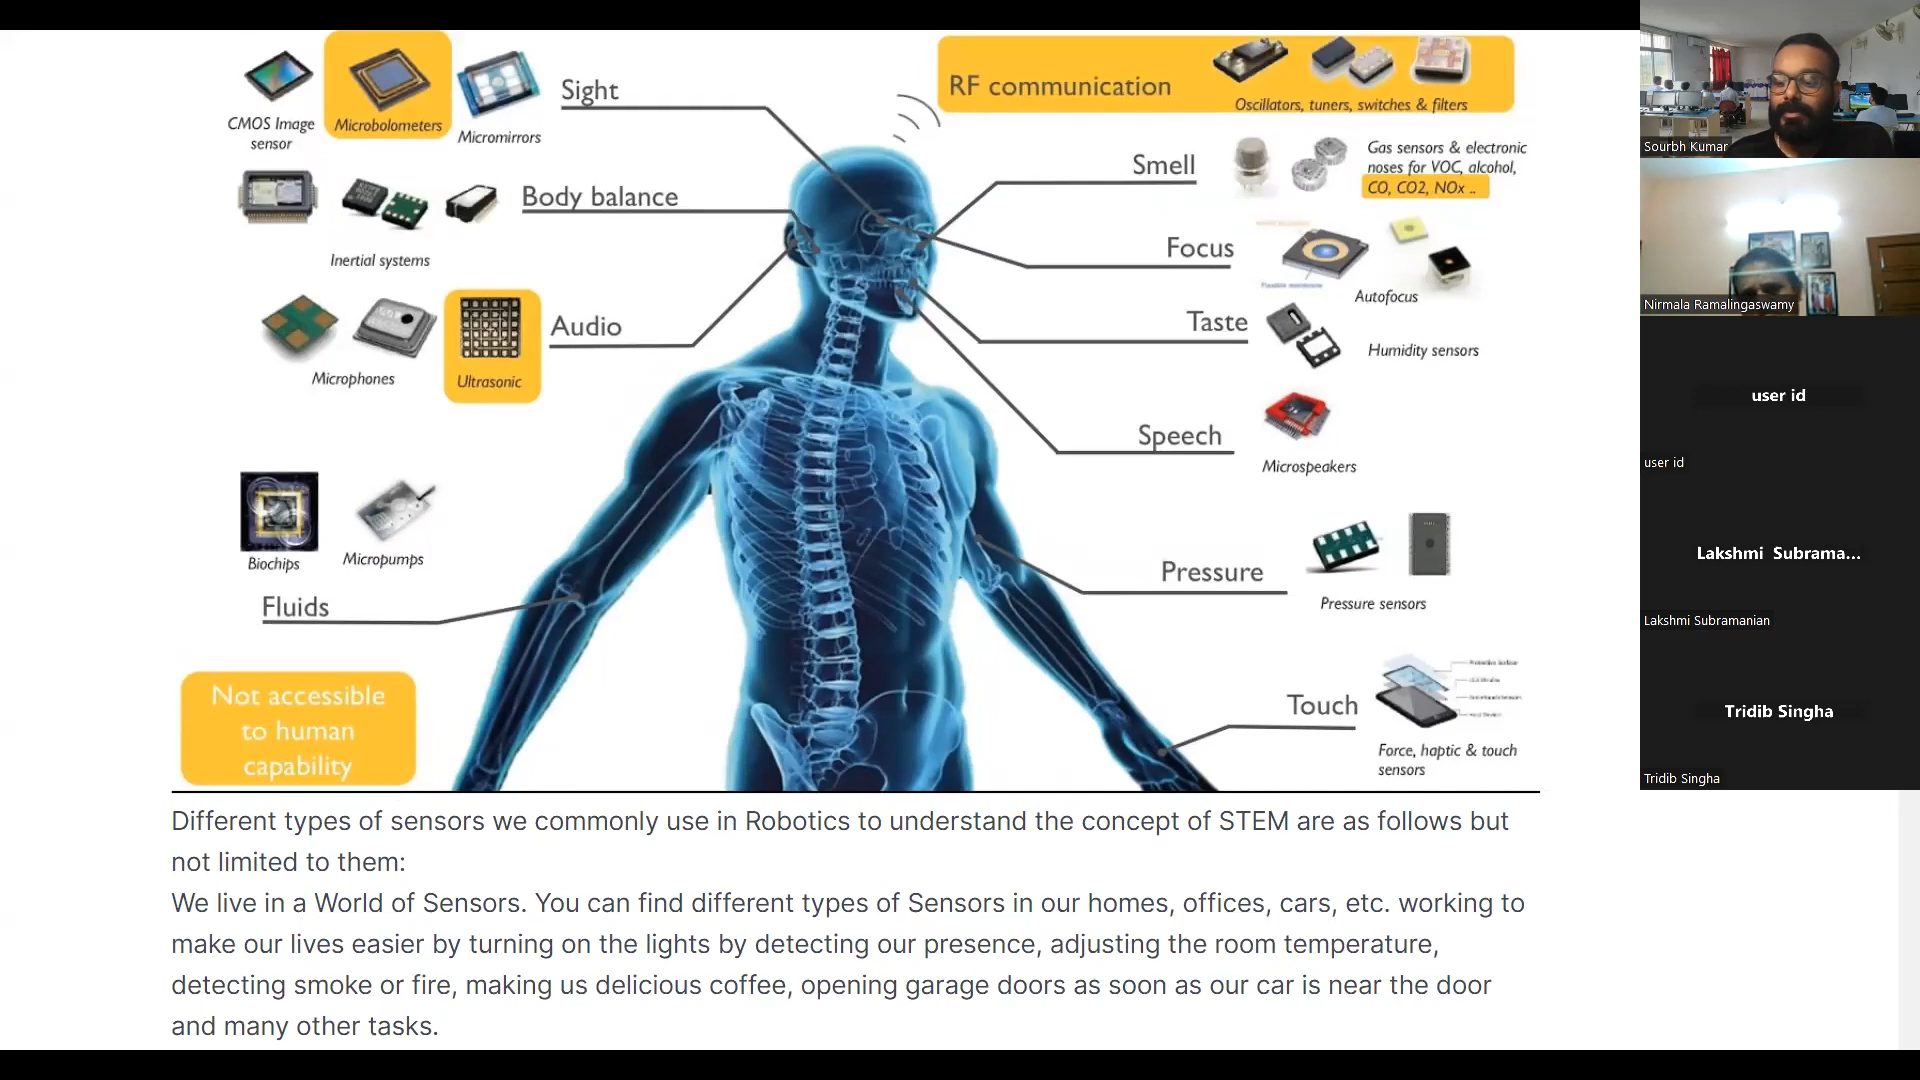 Sight
CMOS Image
sensor
Microbolometers
Micromirrors
RF communication
Oscillators, tuners, switches & filters
Smell
Gas sensors & electronic
noses for VOC, alcohol,
CO, CO2, NOx ..
Body balance
Inertial systems
Focus
Autofocus
Audio
Microphones
Ultrasonic
Taste
Humidity sensors
Speech
Microspeakers
Biochips
Micropumps
Fluids
Pressure
Pressure sensors
Touch
Force, haptic & touch
sensors
Not accessible
to human
capability
Different types of sensors we commonly use in Robotics to understand the concept of STEM are as follows but
not limited to them:
We live in a World of Sensors. You can find different types of Sensors in our homes, offices, cars, etc. working to
make our lives easier by turning on the lights by detecting our presence, adjusting the room temperature,
detecting smoke or fire, making us delicious coffee, opening garage doors as soon as our car is near the door
and many other tasks.
Sourbh Kumar
Nirmala Ramalingaswamy
user id
user id
Lakshmi Subrama...
Lakshmi Subramanian
Tridib Singha
Tridib Singha